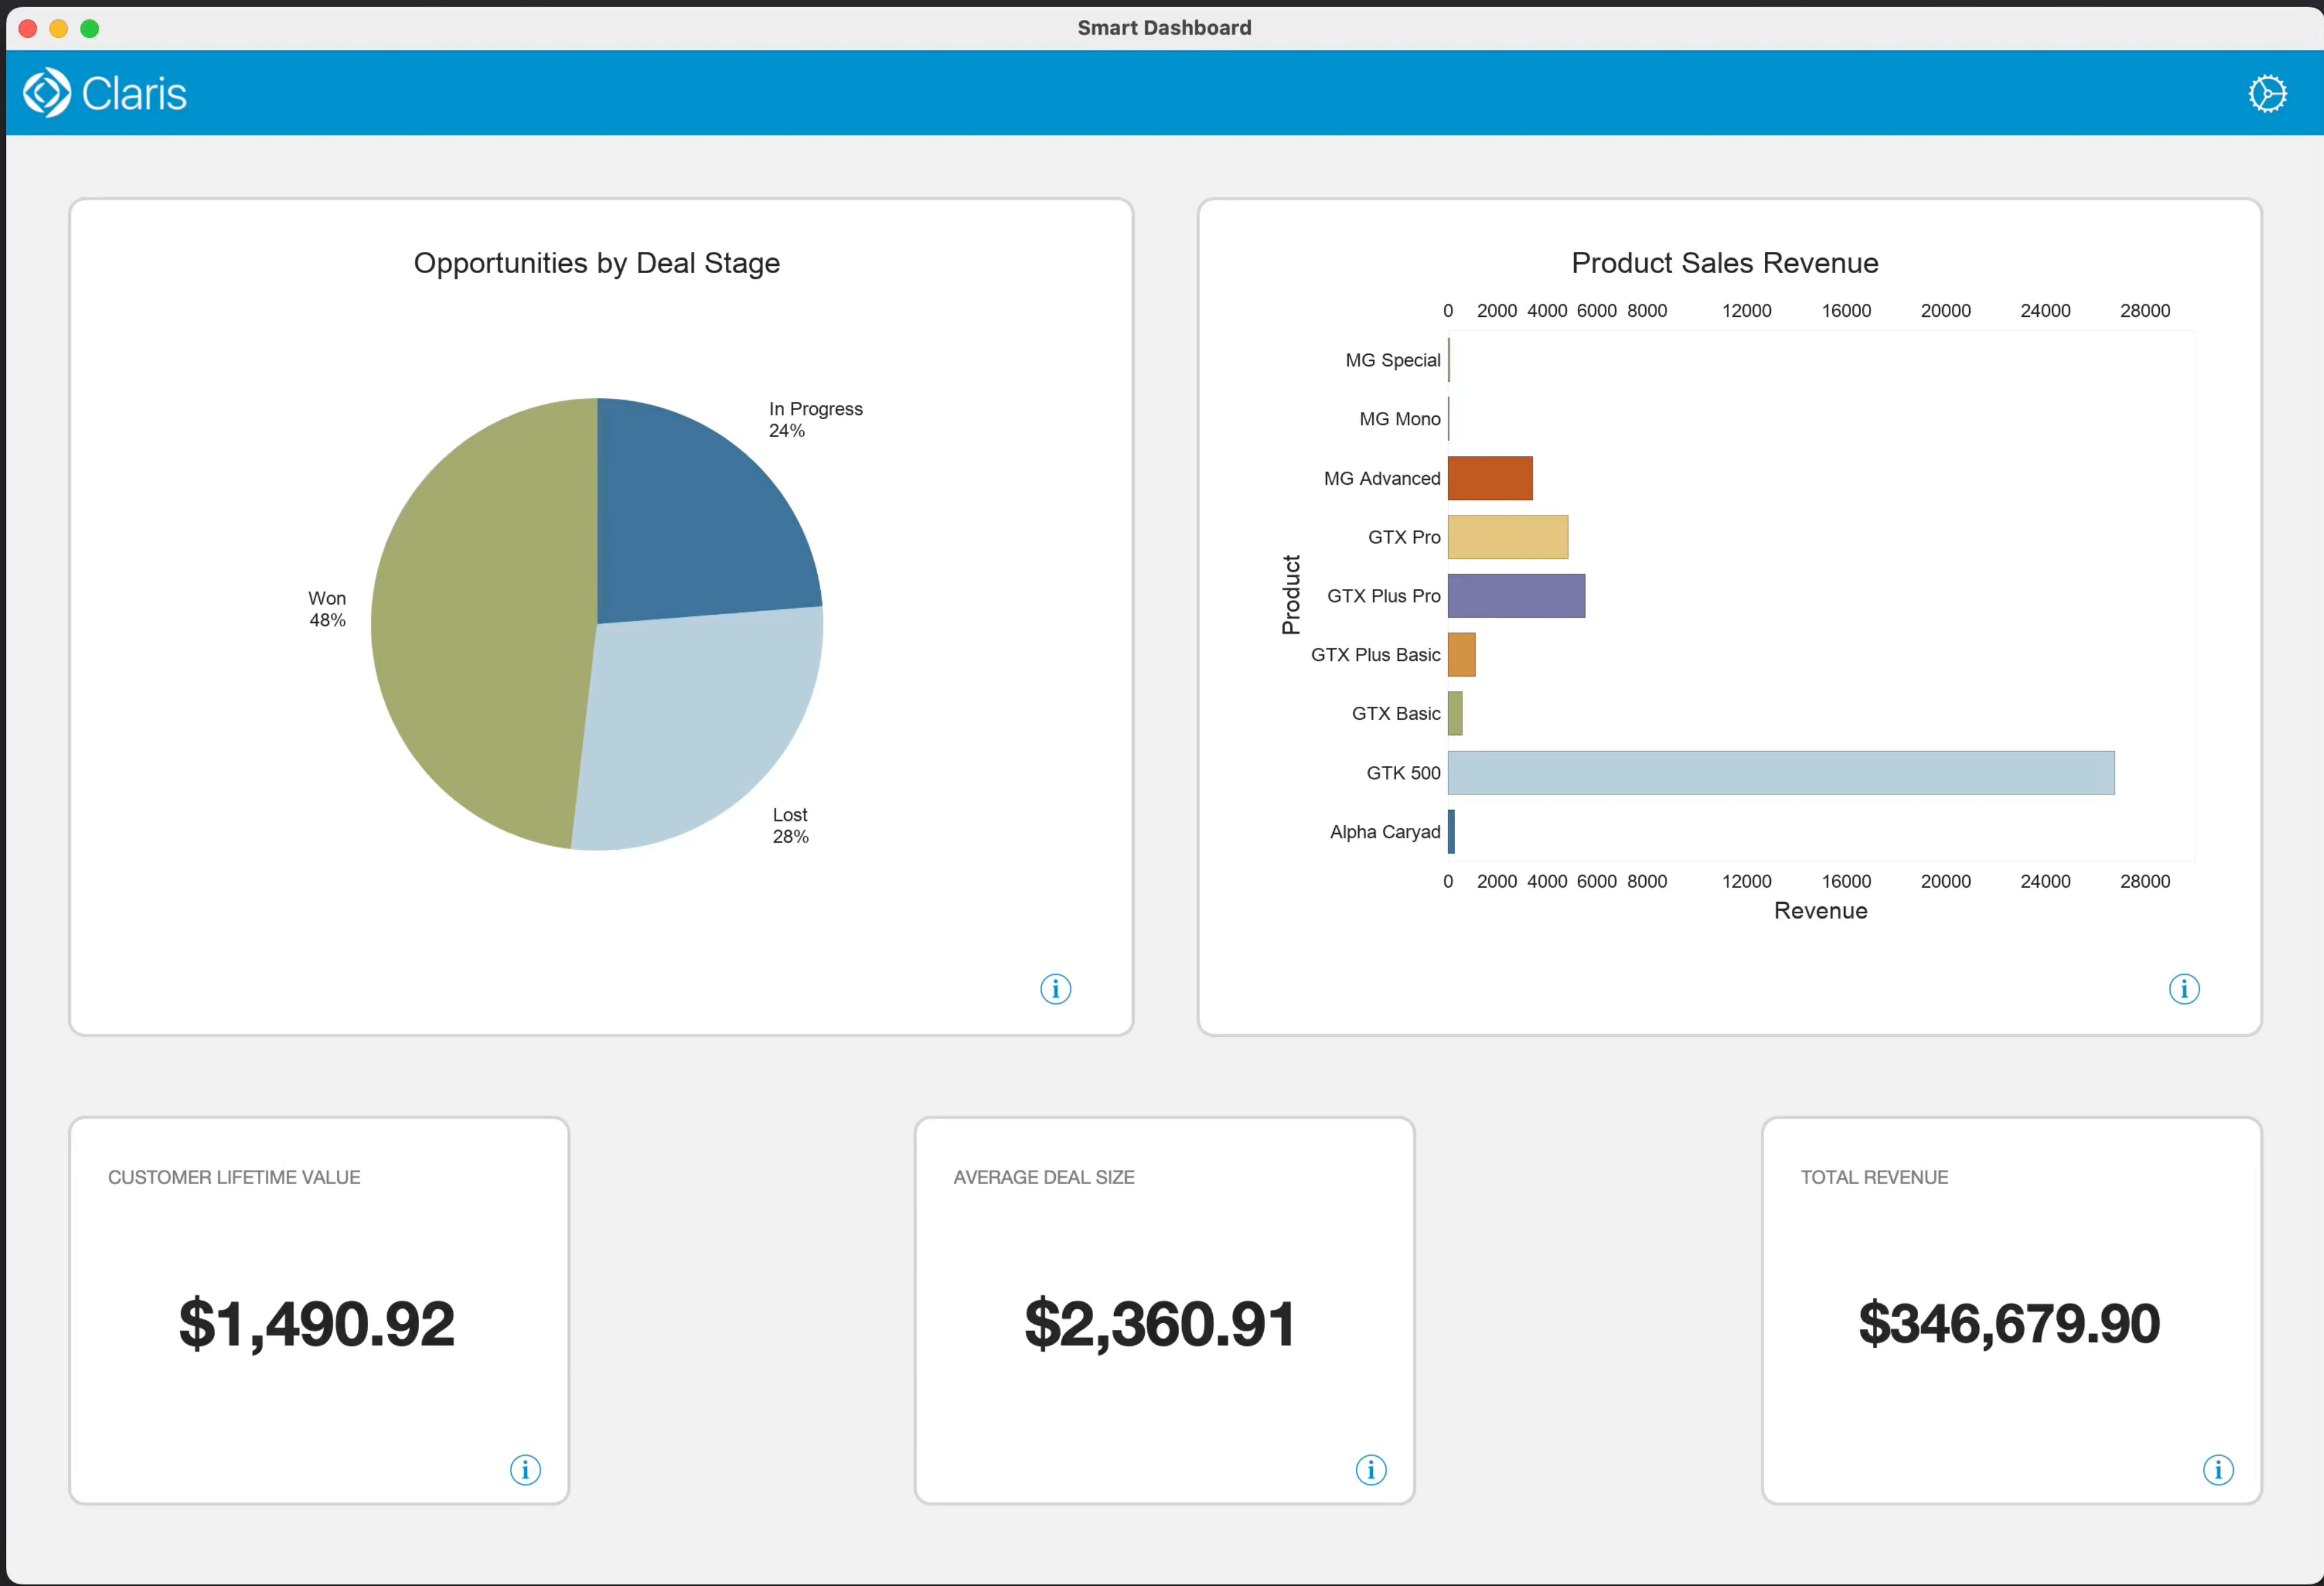 Smart Dashboard
Claris
Opportunities by Deal Stage
In Progress
24%
Won
48%
Lost
28%
Product Sales Revenue
0 2000 4000 6000 8000 12000 16000 20000 24000 28000
MG Special
MG Mono
MG Advanced
GTX Pro
GTX Plus Pro
GTX Plus Basic
GTX Basic
GTK 500
Alpha Caryad
Product
0 2000 4000 6000 8000 12000 16000 20000 24000 28000
Revenue
i
i
CUSTOMER LIFETIME VALUE
$1,490.92
i
AVERAGE DEAL SIZE
$2,360.91
i
TOTAL REVENUE
$346,679.90
i